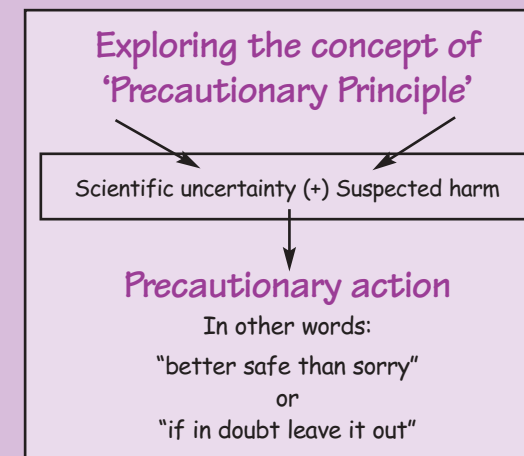 Exploring the concept of
‘Precautionary Principle’
Scientific uncertainty (+) Suspected harm
Precautionary action
In other words:
“better safe than sorry”
or
“if in doubt leave it out”